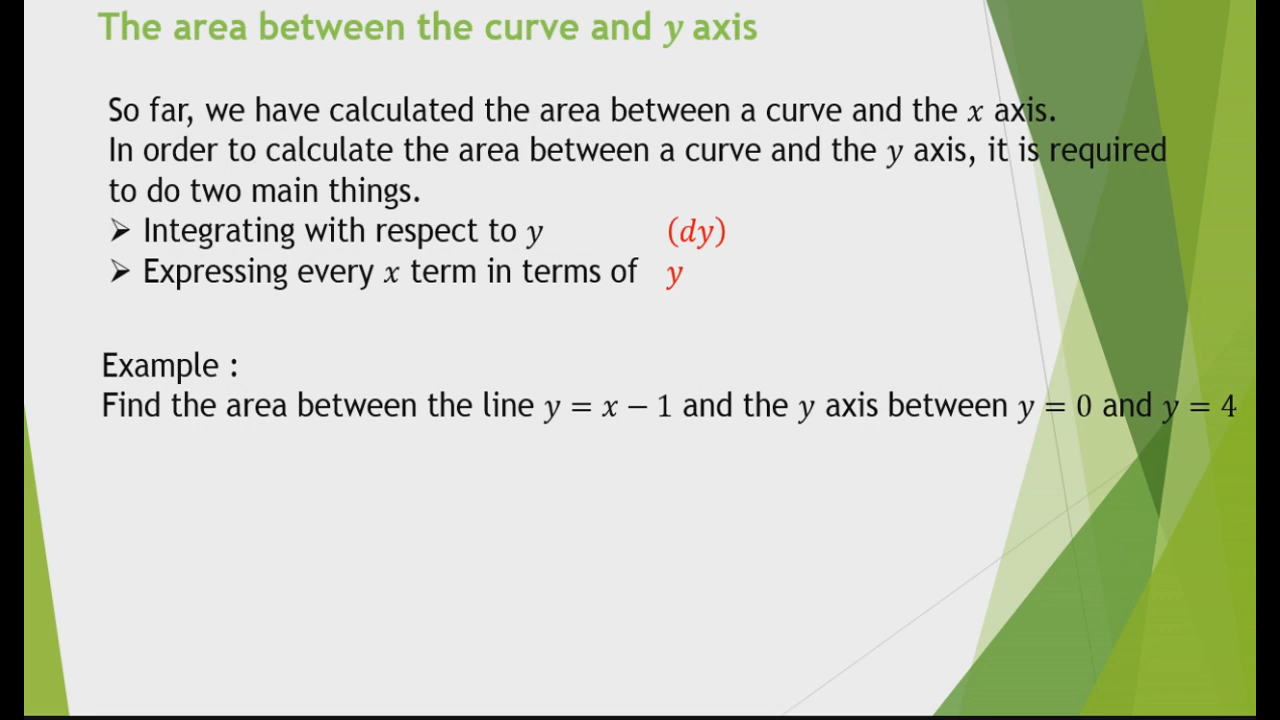 The area between the curve and y axis
So far, we have calculated the area between a curve and the x axis.
In order to calculate the area between a curve and the y axis, it is required
to do two main things.
➢ Integrating with respect to y (dy)
➢ Expressing every x term in terms of y
Example :
Find the area between the line y = x − 1 and the y axis between y = 0 and y = 4